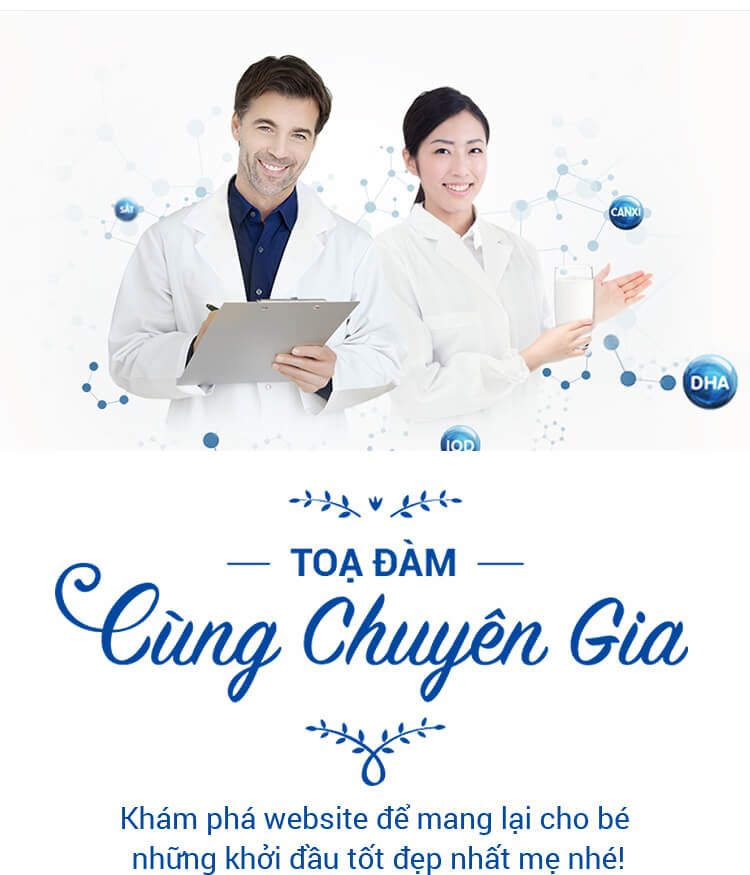 SẮT
CANXI
DHA
IOD
TOẠ ĐÀM
Cùng Chuyên Gia
Khám phá website để mang lại cho bé
những khởi đầu tốt đẹp nhất mẹ nhé!